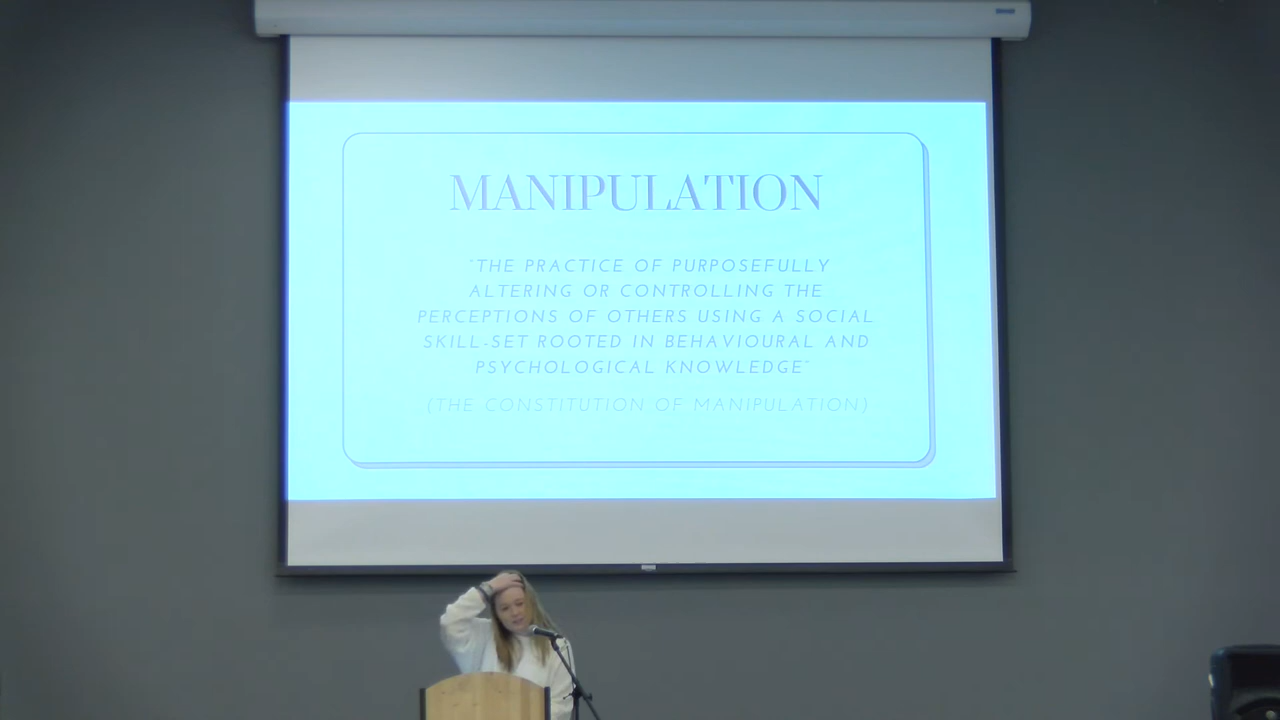 MANIPULATION
"THE PRACTICE OF PURPOSEFULLY
ALTERING OR CONTROLLING THE
PERCEPTIONS OF OTHERS USING A SOCIAL
SKILL-SET ROOTED IN BEHAVIOURAL AND
PSYCHOLOGICAL KNOWLEDGE"
(THE CONSTITUTION OF MANIPULATION)